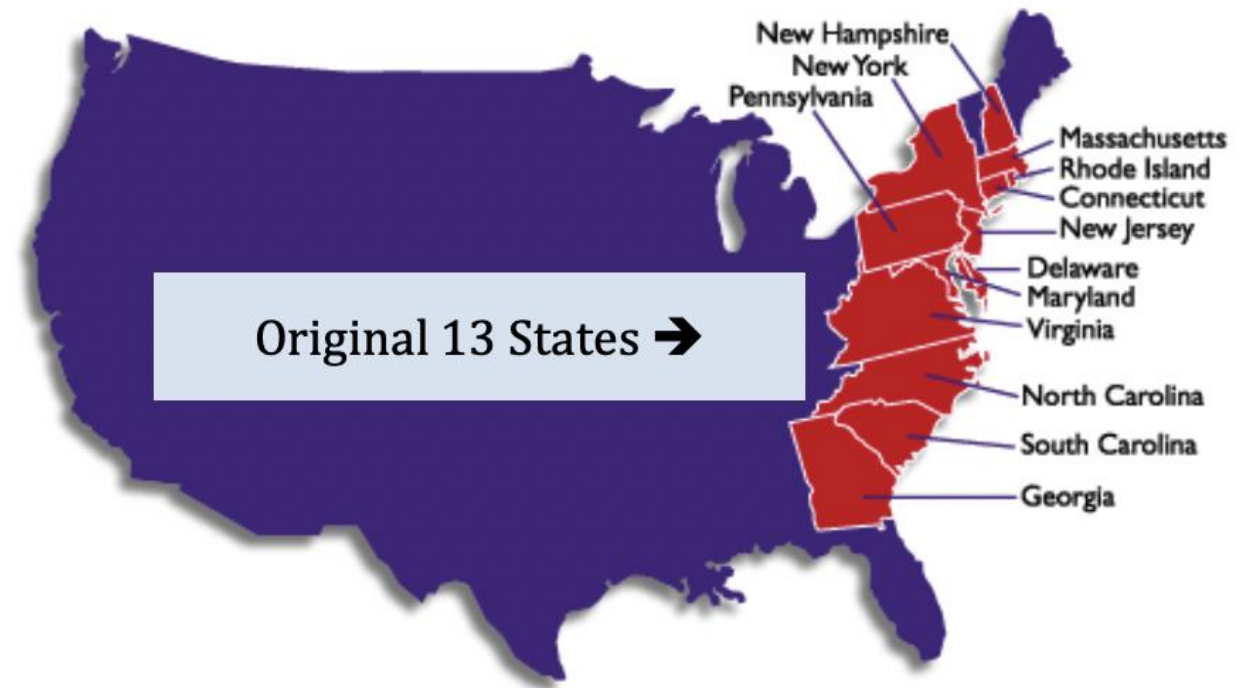 New Hampshire
New York
Pennsylvania
Massachusetts
Rhode Island
Connecticut
New Jersey
Delaware
Maryland
Virginia
Original 13 States ➔
North Carolina
South Carolina
Georgia